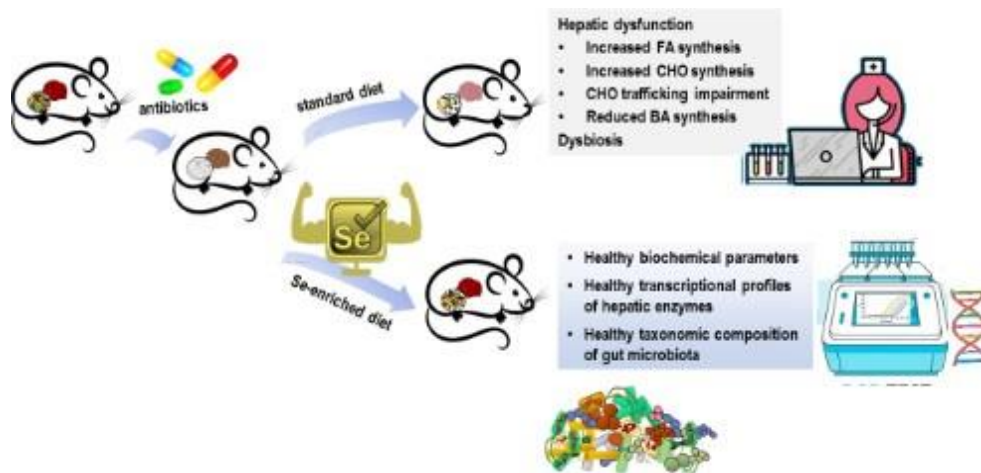 antibiotics
standard diet
Se
Se-enriched diet
Hepatic dysfunction
• Increased FA synthesis
• Increased CHO synthesis
• CHO trafficking impairment
• Reduced BA synthesis
Dysbiosis
• Healthy biochemical parameters
• Healthy transcriptional profiles
of hepatic enzymes
• Healthy taxonomic composition
of gut microbiota